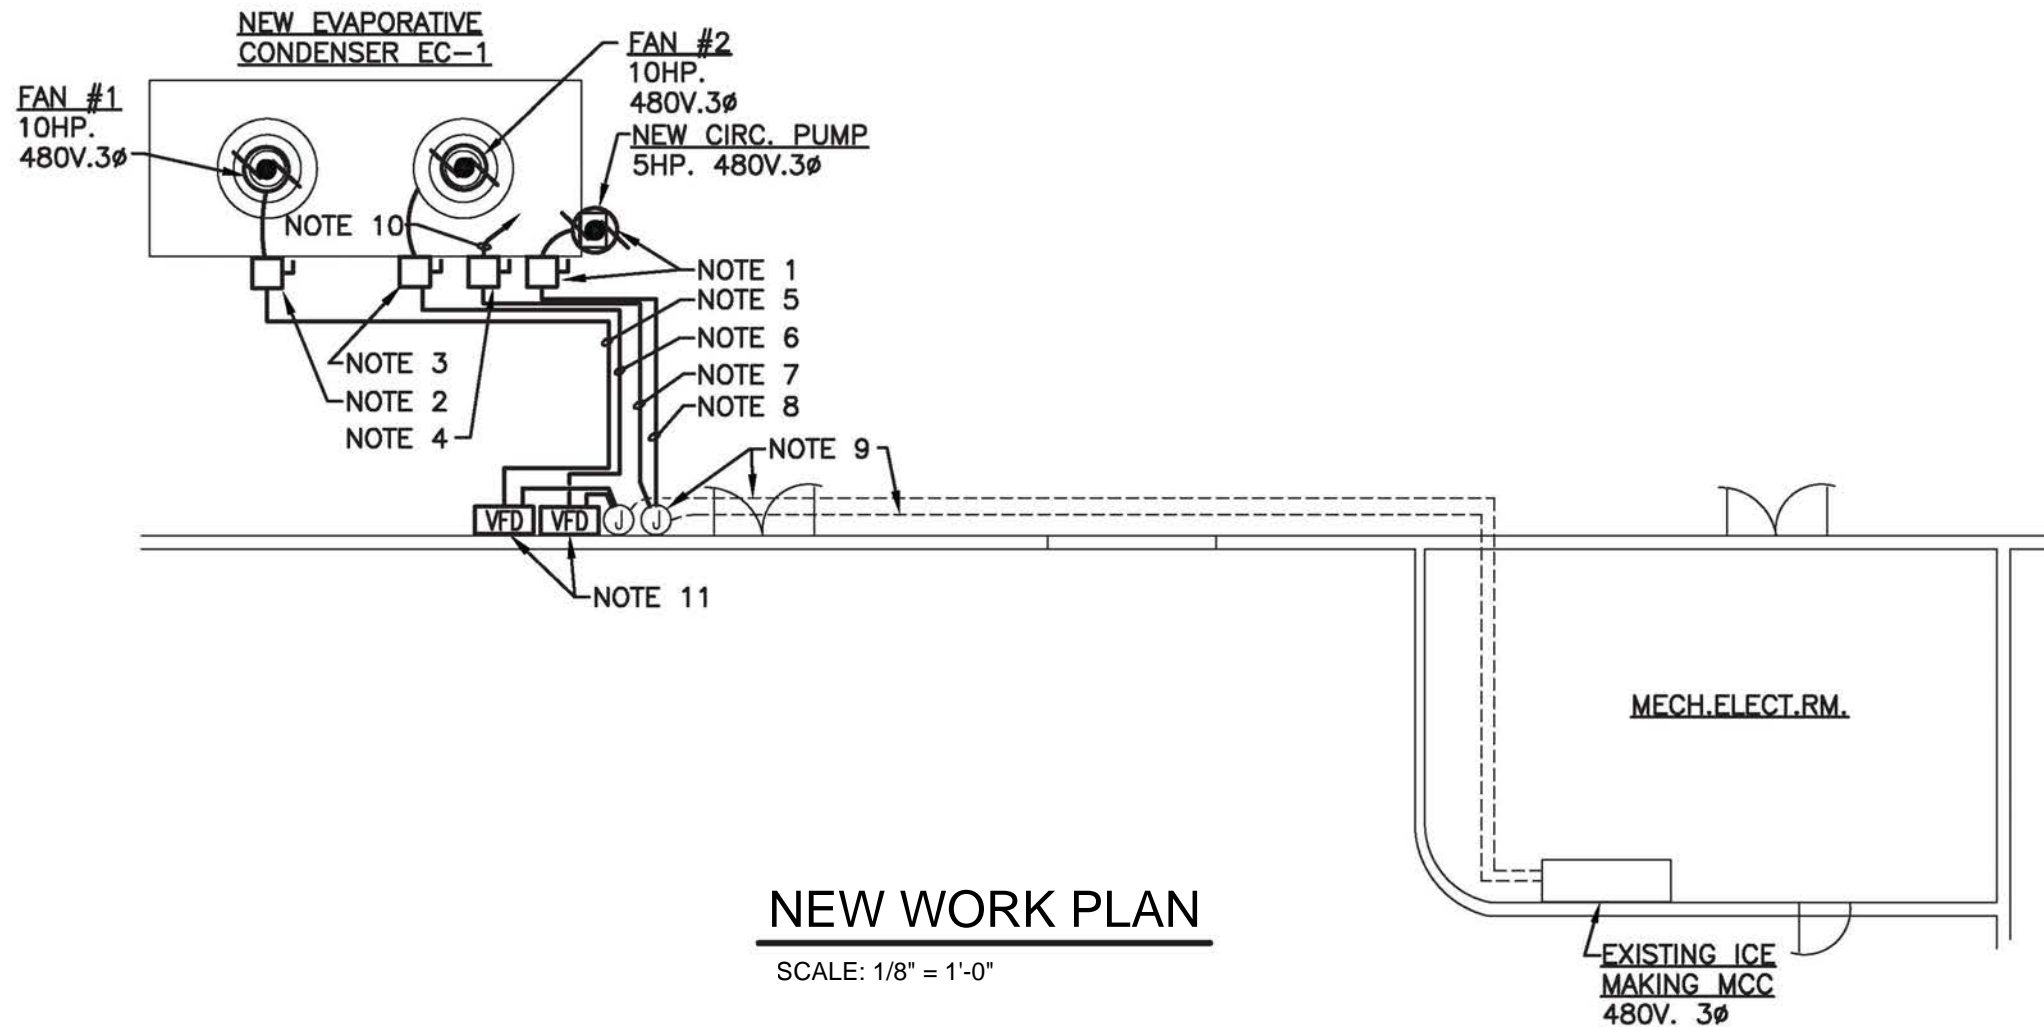 NEW EVAPORATIVE
CONDENSER EC-1
FAN #1
10HP.
480V.3ø
FAN #2
10HP.
480V.3ø
NEW CIRC. PUMP
5HP. 480V.3ø
NOTE 10
NOTE 1
NOTE 5
NOTE 6
NOTE 7
NOTE 8
NOTE 3
NOTE 2
NOTE 4
NOTE 9
VFD
VFD
J
J
NOTE 11
MECH.ELECT.RM.
NEW WORK PLAN
SCALE: 1/8" = 1'-0"
EXISTING ICE
MAKING MCC
480V. 3ø